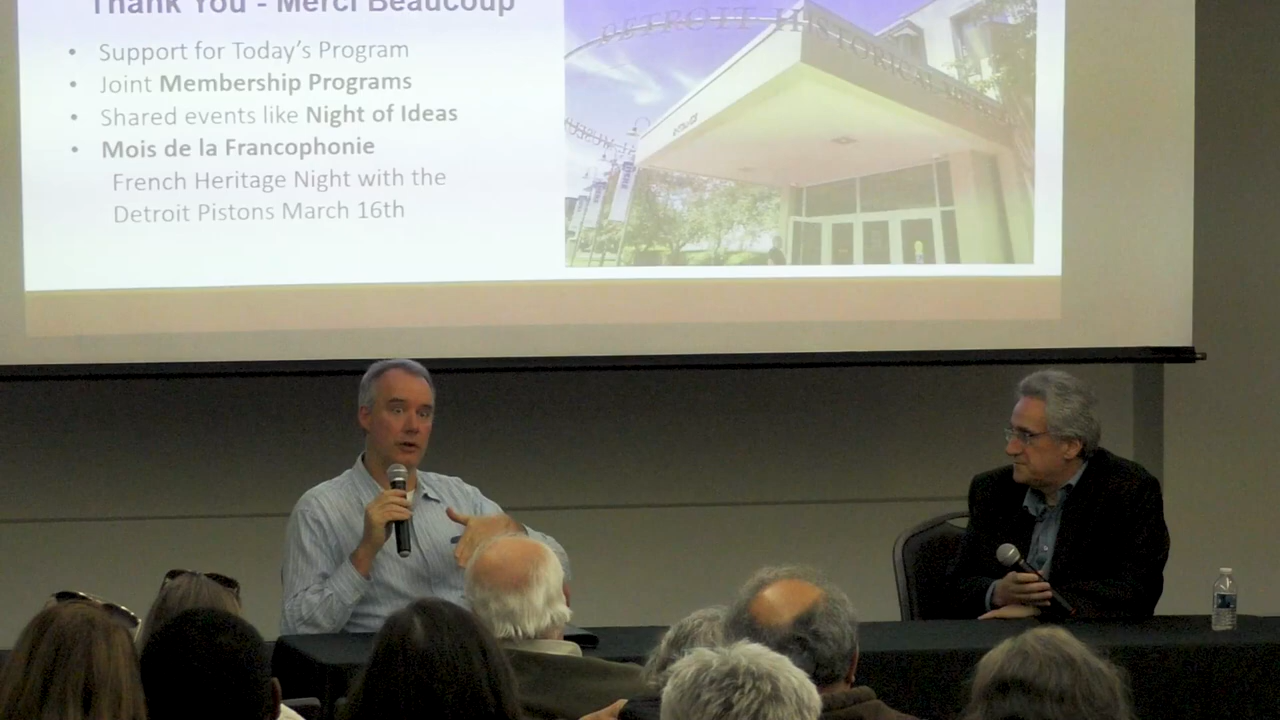 Thank You - Merci Beaucoup
• Support for Today's Program
• Joint Membership Programs
• Shared events like Night of Ideas
• Mois de la Francophonie
French Heritage Night with the
Detroit Pistons March 16th
DETROIT HISTORICAL